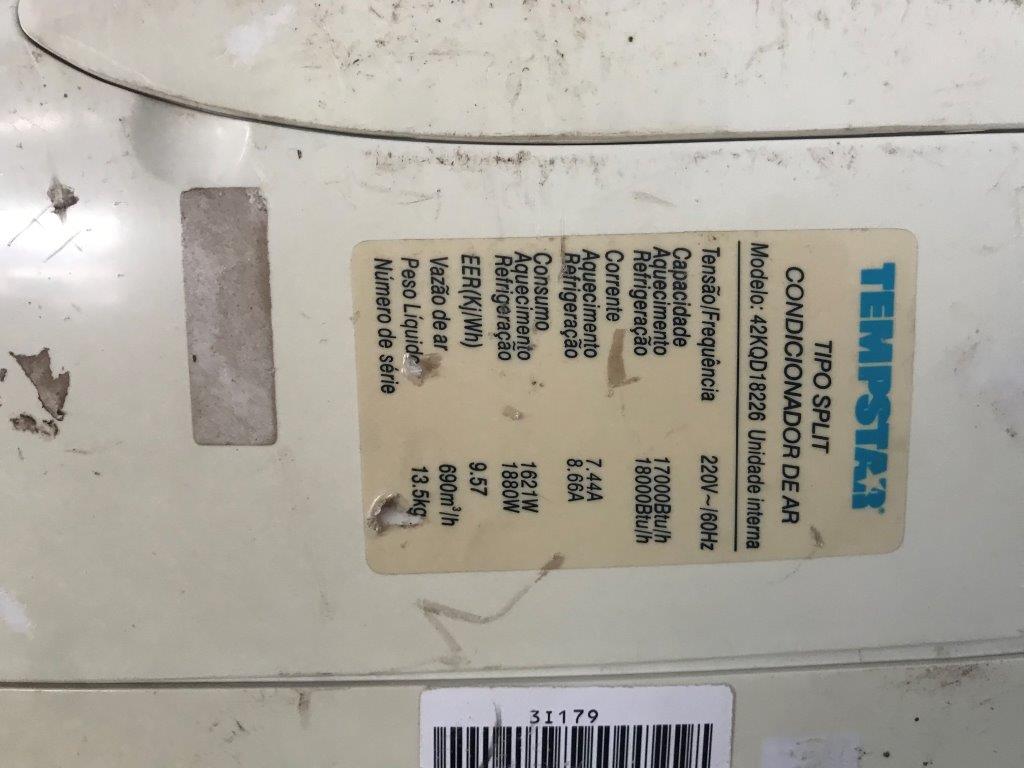 TEMPSTAR®
TIPO SPLIT
CONDICIONADOR DE AR
Modelo: 42KQD18226 Unidade interna
Tensão/Frequência 220V~/60Hz
Capacidade
Aquecimento 17000Btu/h
Refrigeração 18000Btu/h
Corrente
Aquecimento 7.44A
Refrigeração 8.66A
Consumo
Aquecimento 1621W
Refrigeração 1880W
EER(Kj/Wh) 9.57
Vazão de ar 690m³/h
Peso Líquido 13.5kg
Número de série
3I179